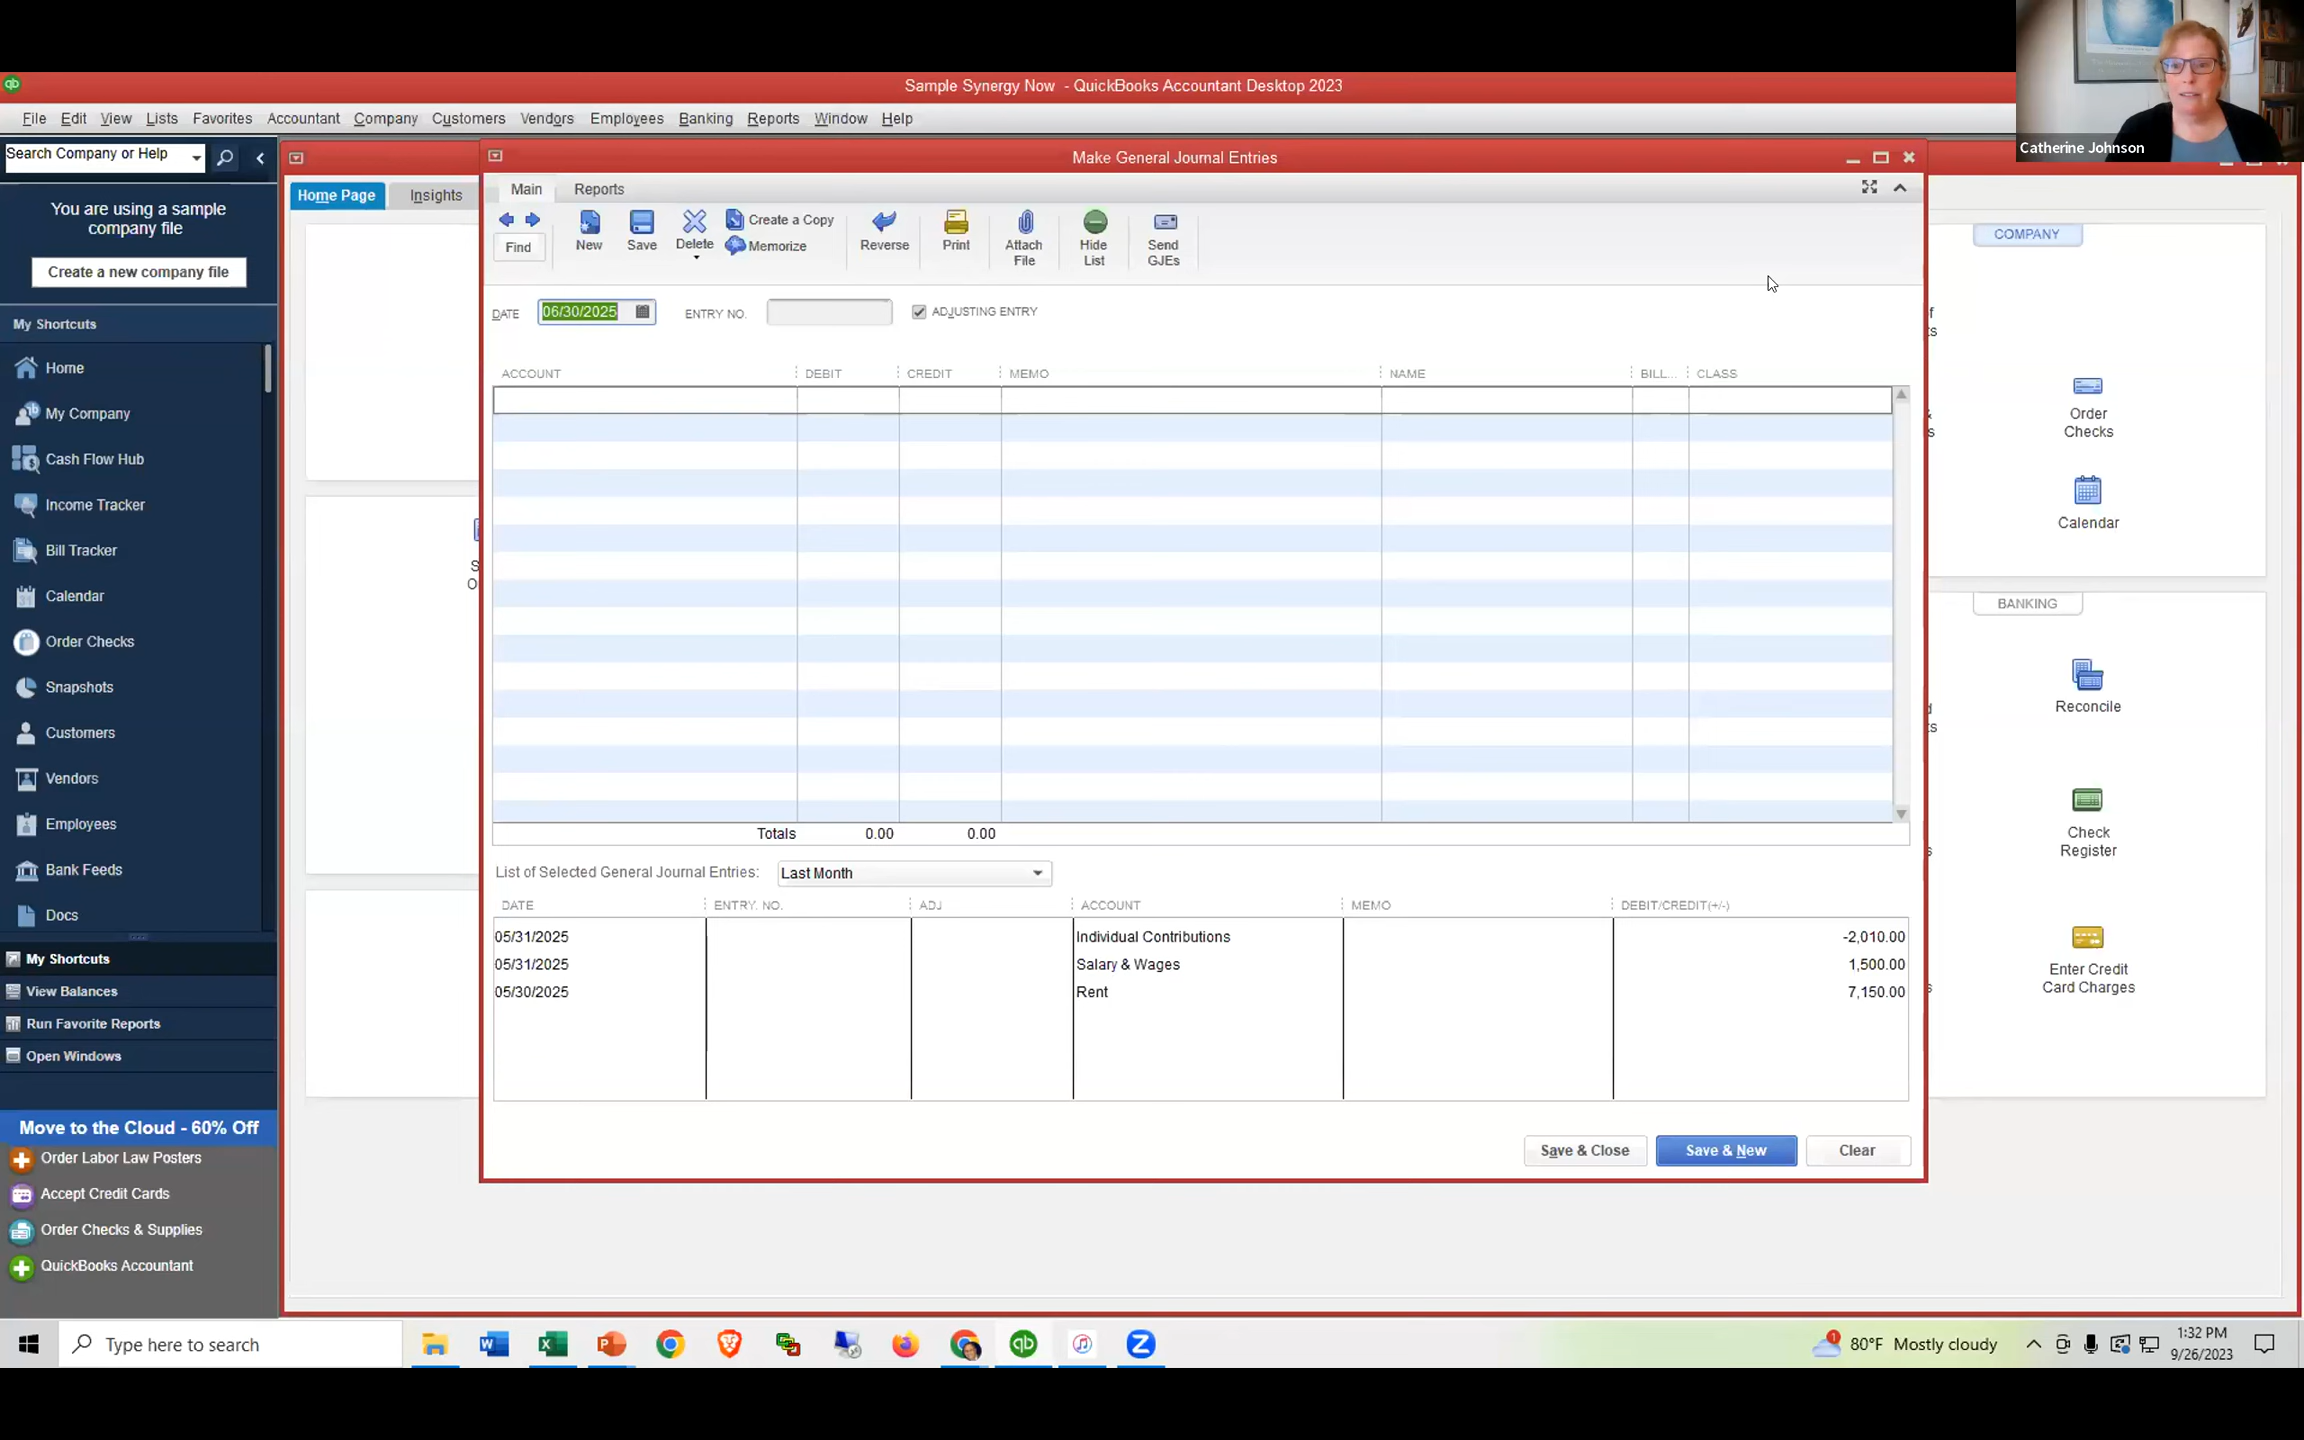 Sample Synergy Now - QuickBooks Accountant Desktop 2023
File Edit View Lists Favorites Accountant Company Customers Vendors Employees Banking Reports Window Help
Catherine Johnson
Search Company or Help
You are using a sample
company file
Create a new company file
My Shortcuts
Home
My Company
Cash Flow Hub
Income Tracker
Bill Tracker
Calendar
Order Checks
Snapshots
Customers
Vendors
Employees
Bank Feeds
Docs
My Shortcuts
View Balances
Run Favorite Reports
Open Windows
Move to the Cloud - 60% Off
Order Labor Law Posters
Accept Credit Cards
Order Checks & Supplies
QuickBooks Accountant
Home Page Insights
Make General Journal Entries
Main Reports
Find
New
Save
Delete
Create a Copy
Memorize
Reverse
Print
Attach
File
Hide
List
Send
GJEs
DATE 06/30/2025 ENTRY NO. ADJUSTING ENTRY
ACCOUNT DEBIT CREDIT MEMO NAME BILL... CLASS
Totals 0.00 0.00
List of Selected General Journal Entries: Last Month
DATE ENTRY. NO. ADJ ACCOUNT MEMO DEBIT/CREDIT(+/-)
05/31/2025 Individual Contributions -2,010.00
05/31/2025 Salary & Wages 1,500.00
05/30/2025 Rent 7,150.00
Save & Close Save & New Clear
COMPANY
Order
Checks
Calendar
BANKING
Reconcile
Check
Register
Enter Credit
Card Charges
Type here to search
80°F Mostly cloudy
1:32 PM
9/26/2023